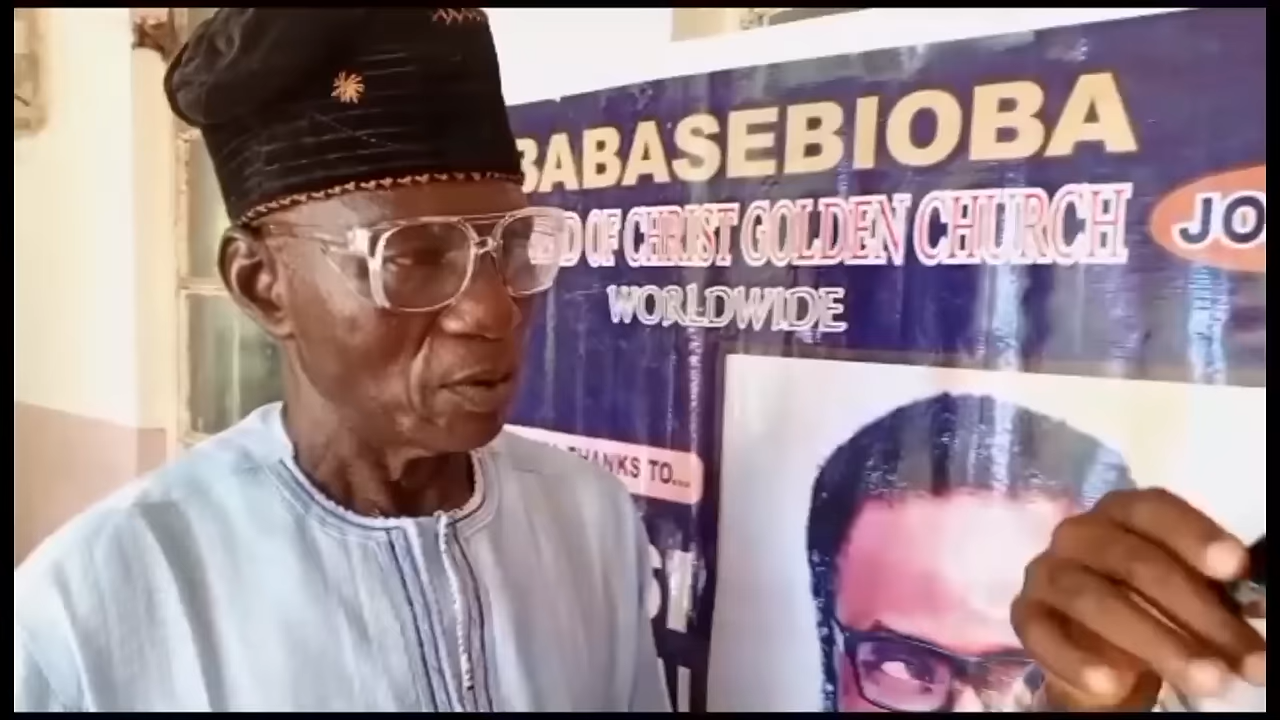 BABASEBIOBA
OF CHRIST GOLDEN CHURCH
JO
WORLDWIDE
THANKS TO...